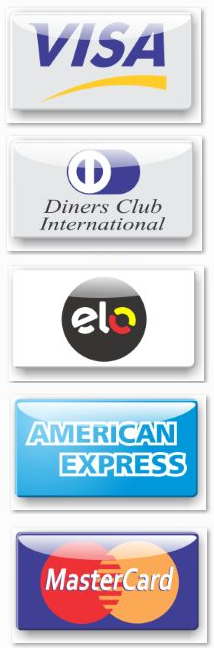 VISA
Diners Club
International
elo
AMERICAN
EXPRESS
MasterCard